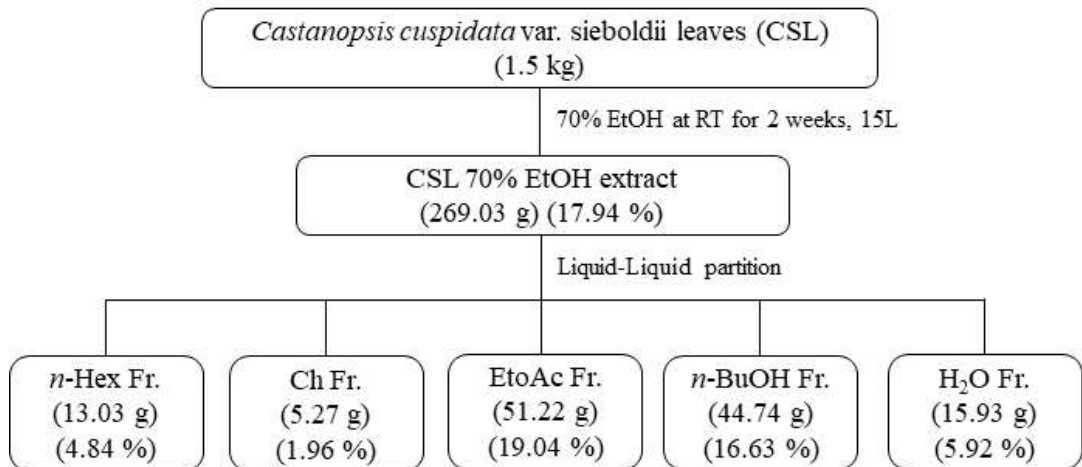 Castanopsis cuspidata var. sieboldii leaves (CSL)
(1.5 kg)
70% EtOH at RT for 2 weeks, 15L
CSL 70% EtOH extract
(269.03 g) (17.94 %)
Liquid-Liquid partition
n-Hex Fr.
(13.03 g)
(4.84 %)
Ch Fr.
(5.27 g)
(1.96 %)
EtoAc Fr.
(51.22 g)
(19.04 %)
n-BuOH Fr.
(44.74 g)
(16.63 %)
H₂O Fr.
(15.93 g)
(5.92 %)